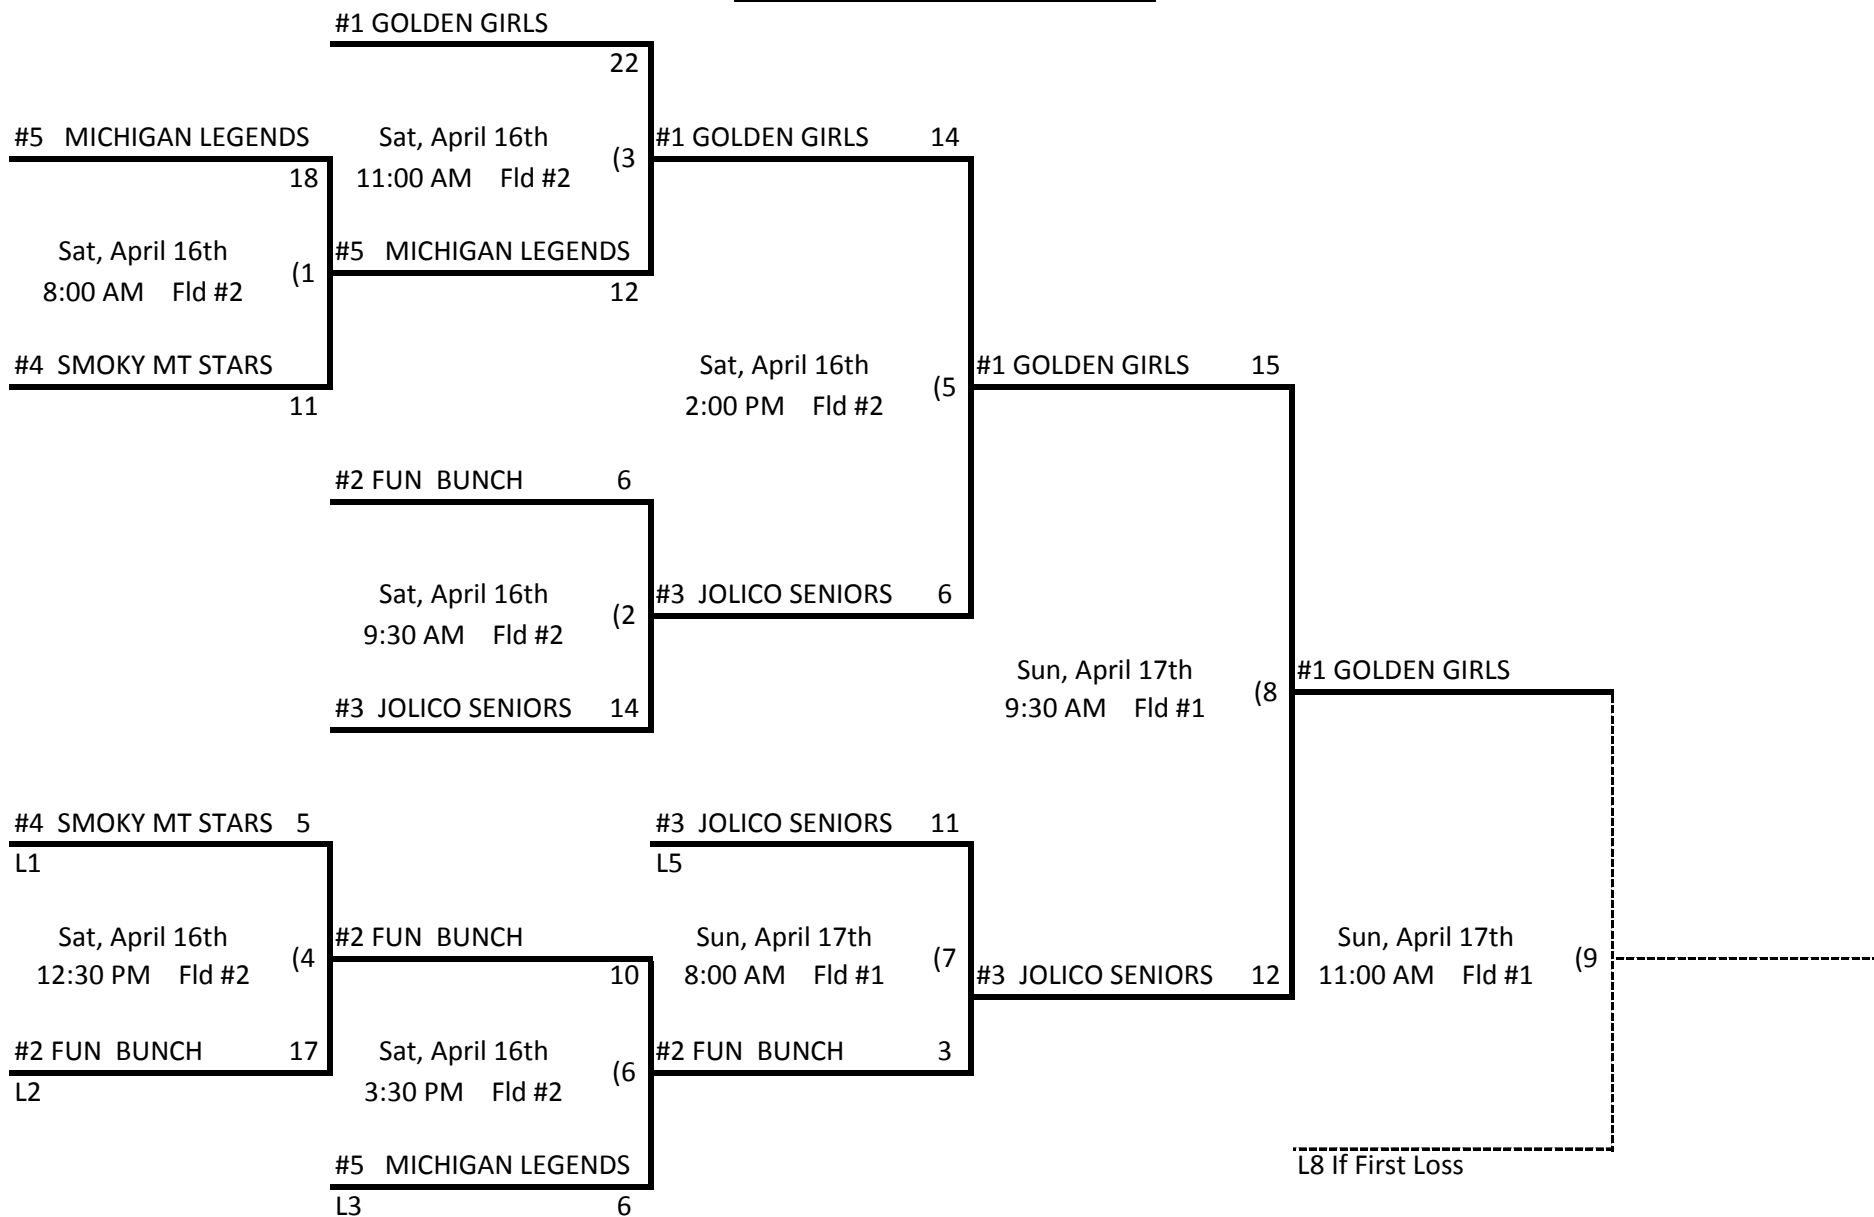 #1 GOLDEN GIRLS
22
#5 MICHIGAN LEGENDS
18
Sat, April 16th
11:00 AM Fld #2
(3
#1 GOLDEN GIRLS 14
Sat, April 16th
8:00 AM Fld #2
(1
#5 MICHIGAN LEGENDS
12
#4 SMOKY MT STARS
11
Sat, April 16th
2:00 PM Fld #2
(5
#1 GOLDEN GIRLS 15
#2 FUN BUNCH 6
Sat, April 16th
9:30 AM Fld #2
(2
#3 JOLICO SENIORS 6
#3 JOLICO SENIORS 14
Sun, April 17th
9:30 AM Fld #1
(8
#1 GOLDEN GIRLS
#4 SMOKY MT STARS 5
L1
#3 JOLICO SENIORS 11
L5
Sat, April 16th
12:30 PM Fld #2
(4
#2 FUN BUNCH
10
Sun, April 17th
8:00 AM Fld #1
(7
#3 JOLICO SENIORS 12
Sun, April 17th
11:00 AM Fld #1
(9
#2 FUN BUNCH 17
L2
Sat, April 16th
3:30 PM Fld #2
(6
#2 FUN BUNCH 3
#5 MICHIGAN LEGENDS
L3 6
L8 If First Loss